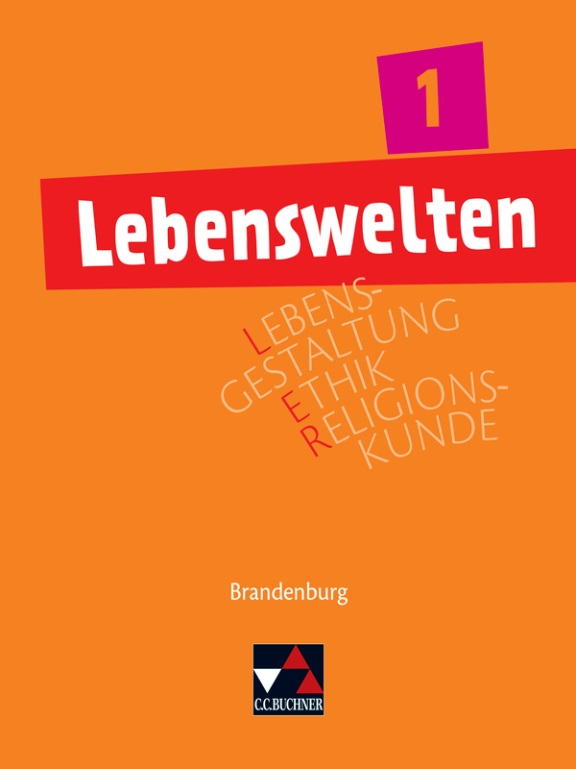 1
Lebenswelten
LEBENS-
GESTALTUNG
ETHIK
RELIGIONS-
KUNDE
Brandenburg
C.C.BUCHNER